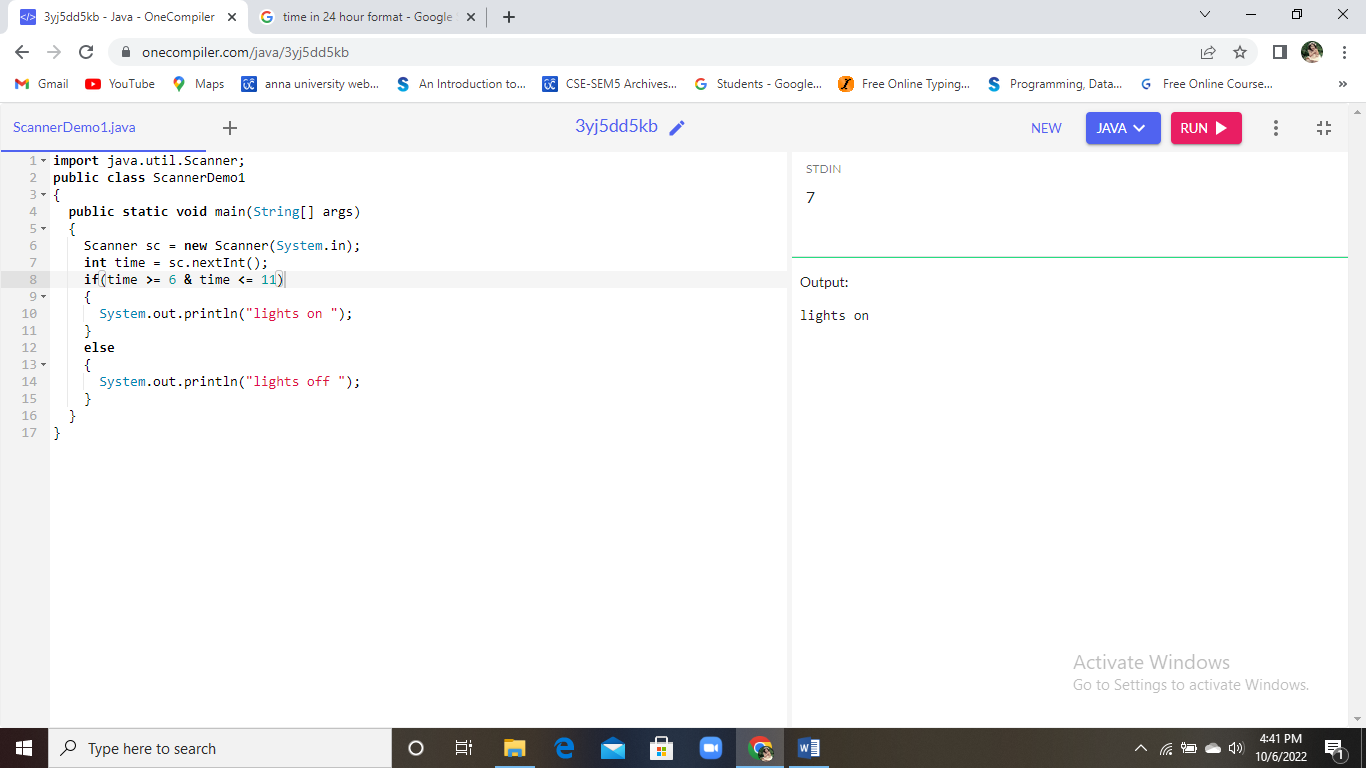 3yj5dd5kb - Java - OneCompiler
time in 24 hour format - Google
onecompiler.com/java/3yj5dd5kb
Gmail YouTube Maps anna university web... An Introduction to... CSE-SEM5 Archives... Students - Google... Free Online Typing... Programming, Data... Free Online Course...
ScannerDemo1.java
3yj5dd5kb
NEW
JAVA
RUN
1 import java.util.Scanner;
2 public class ScannerDemo1
3 {
4 public static void main(String[] args)
5 {
6 Scanner sc = new Scanner(System.in);
7 int time = sc.nextInt();
8 if(time >= 6 & time <= 11)
9 {
10 System.out.println("lights on ");
11 }
12 else
13 {
14 System.out.println("lights off ");
15 }
16 }
17 }
STDIN
7
Output:
lights on
Activate Windows
Go to Settings to activate Windows.
Type here to search
4:41 PM
10/6/2022
1